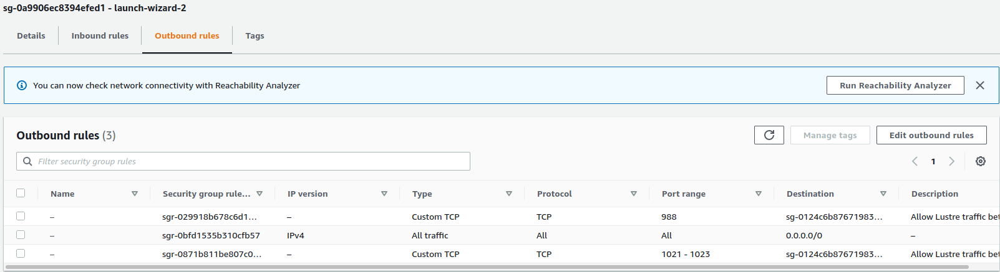 sg-0a9906ec8394efed1 - launch-wizard-2
Details Inbound rules Outbound rules Tags
You can now check network connectivity with Reachability Analyzer Run Reachability Analyzer
Outbound rules (3) Manage tags Edit outbound rules
Filter security group rules 1
Name Security group rule... IP version Type Protocol Port range Destination Description
– sgr-029918b678c6d1... – Custom TCP TCP 988 sg-0124c6b87671983... Allow Lustre traffic bet
– sgr-0bfd1535b310cfb57 IPv4 All traffic All All 0.0.0.0/0 –
– sgr-0871b811be807c0... – Custom TCP TCP 1021 - 1023 sg-0124c6b87671983... Allow Lustre traffic bet